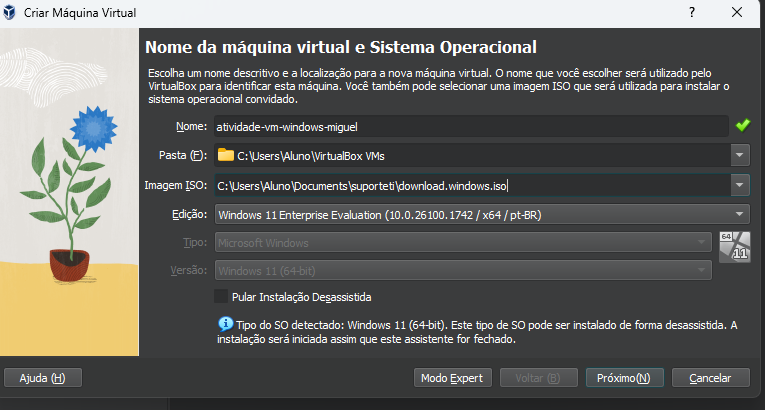 Criar Máquina Virtual
?
Nome da máquina virtual e Sistema Operacional
Escolha um nome descritivo e a localização para a nova máquina virtual. O nome que você escolher será utilizado pelo
VirtualBox para identificar esta máquina. Você também pode selecionar uma imagem ISO que será utilizada para instalar o
sistema operacional convidado.
Nome: atividade-vm-windows-miguel
Pasta (F): C:\Users\Aluno\VirtualBox VMs
Imagem ISO: C:\Users\Aluno\Documents\suporteti\download.windows.iso
Edição: Windows 11 Enterprise Evaluation (10.0.26100.1742 / x64 / pt-BR)
Tipo: Microsoft Windows
64
11
Versão: Windows 11 (64-bit)
Pular Instalação Desassistida
Tipo do SO detectado: Windows 11 (64-bit). Este tipo de SO pode ser instalado de forma desassistida. A
instalação será iniciada assim que este assistente for fechado.
Ajuda (H) Modo Expert Voltar (B) Próximo(N) Cancelar